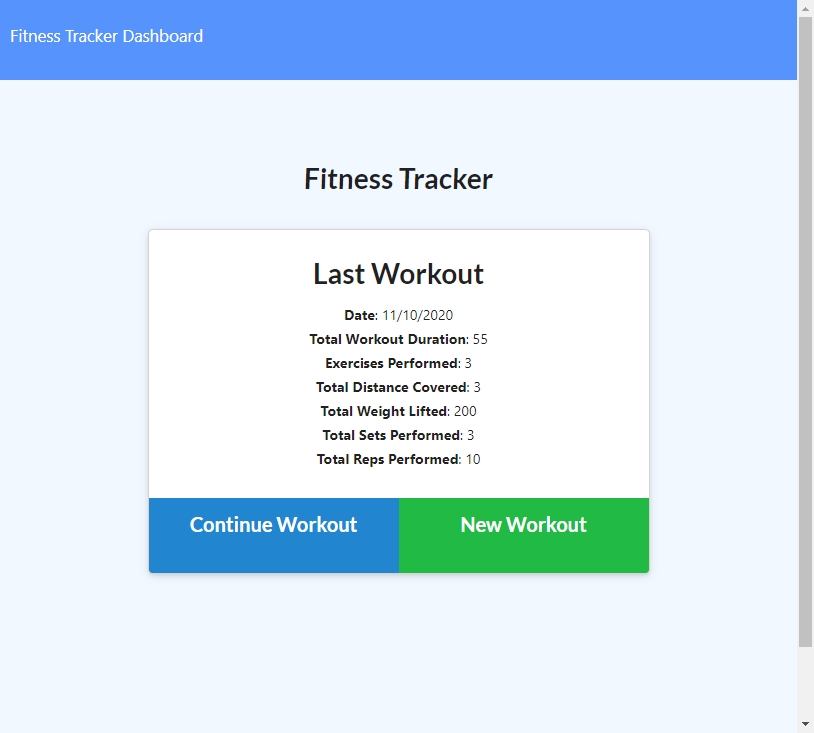 Fitness Tracker Dashboard
Fitness Tracker
Last Workout
Date: 11/10/2020
Total Workout Duration: 55
Exercises Performed: 3
Total Distance Covered: 3
Total Weight Lifted: 200
Total Sets Performed: 3
Total Reps Performed: 10
Continue Workout New Workout